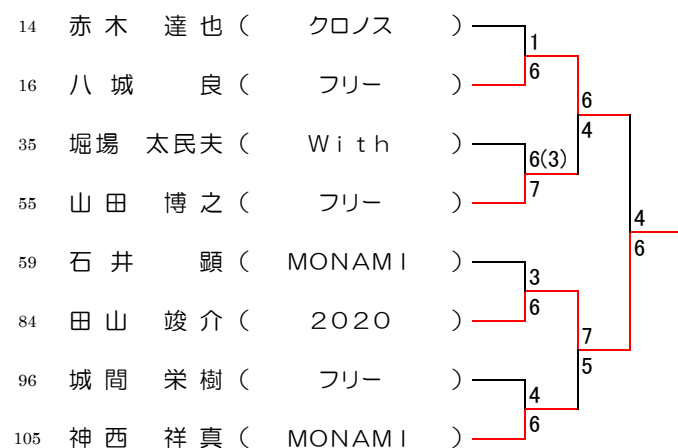 14 赤木 達也 ( クロノス )
1
16 八城 良 ( フリー )
6
6
4
35 堀場 太民夫 ( With )
6(3)
55 山田 博之 ( フリー )
7
4
6
59 石井 顕 ( MONAMI )
3
84 田山 竣介 ( 2020 )
6
7
5
96 城間 栄樹 ( フリー )
4
105 神西 祥真 ( MONAMI )
6